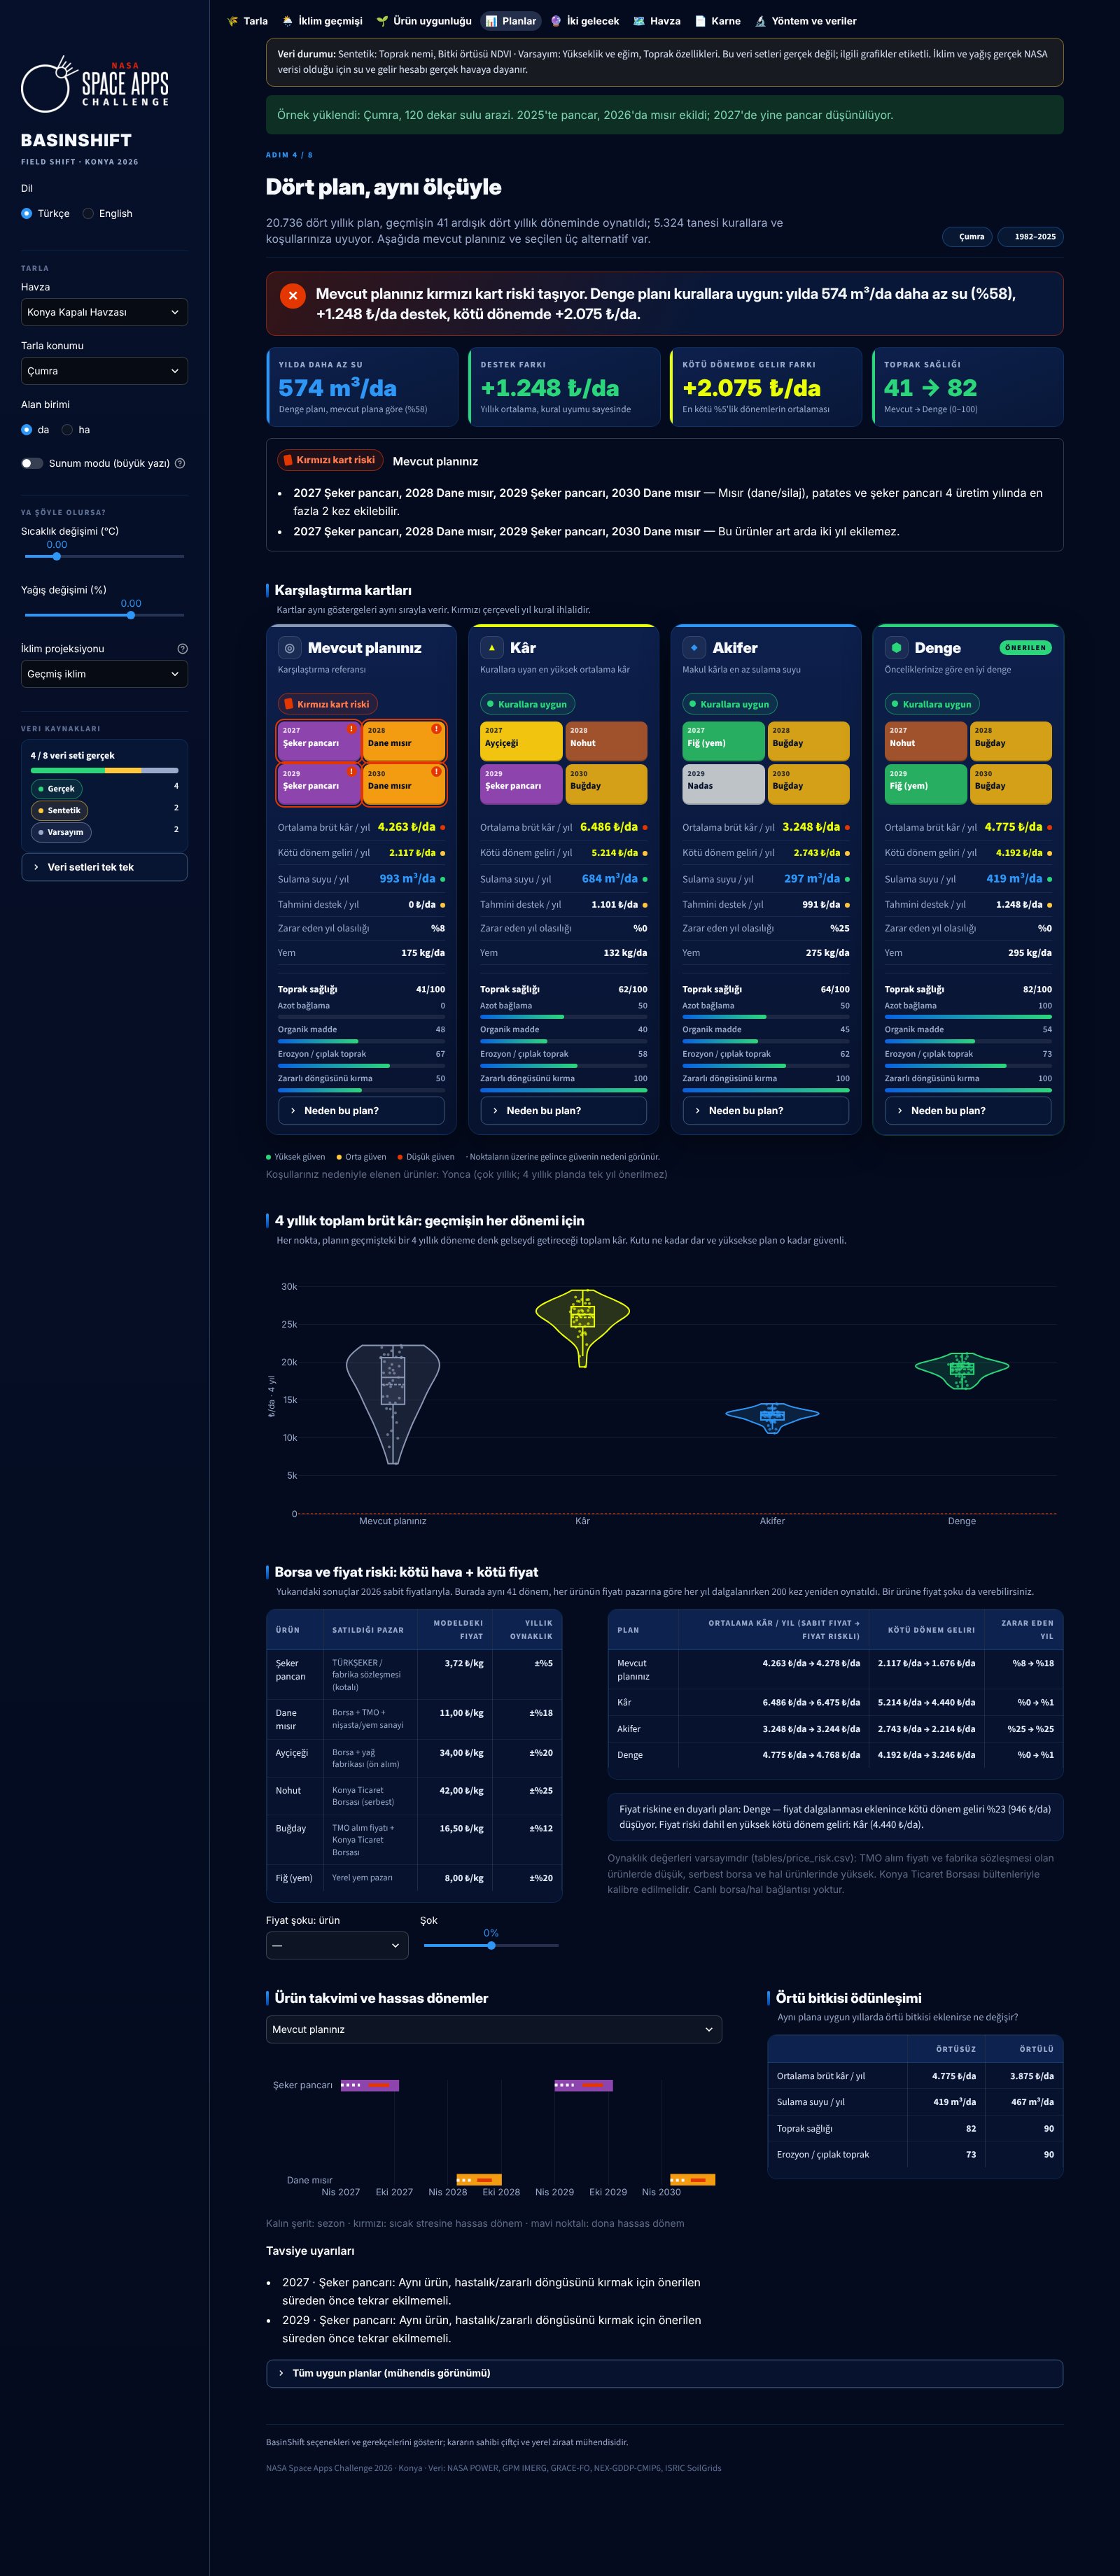 NASA
SPACE APPS
CHALLENGE
BASINSHIFT
FIELD SHIFT · KONYA 2026
Dil
Türkçe English
TARLA
Havza
Konya Kapalı Havzası
Tarla konumu
Çumra
Alan birimi
da ha
Sunum modu (büyük yazı)
YA ŞÖYLE OLURSA?
Sıcaklık değişimi (°C)
0.00
Yağış değişimi (%)
0.00
İklim projeksiyonu
Geçmiş iklim
VERI KAYNAKLARI
4 / 8 veri seti gerçek
Gerçek 4
Sentetik 2
Varsayım 2
Veri setleri tek tek
Tarla İklim geçmişi Ürün uygunluğu Planlar İki gelecek Havza Karne Yöntem ve veriler
Veri durumu: Sentetik: Toprak nemi, Bitki örtüsü NDVI · Varsayım: Yükseklik ve eğim, Toprak özellikleri. Bu veri setleri gerçek değil; ilgili grafikler etiketli. İklim ve yağış gerçek NASA
verisi olduğu için su ve gelir hesabı gerçek havaya dayanır.
Örnek yüklendi: Çumra, 120 dekar sulu arazi. 2025'te pancar, 2026'da mısır ekildi; 2027'de yine pancar düşünülüyor.
ADIM 4 / 8
Dört plan, aynı ölçüyle
20.736 dört yıllık plan, geçmişin 41 ardışık dört yıllık döneminde oynatıldı; 5.324 tanesi kurallara ve
koşullarınıza uyuyor. Aşağıda mevcut planınız ve seçilen üç alternatif var.
Çumra 1982–2025
Mevcut planınız kırmızı kart riski taşıyor. Denge planı kurallara uygun: yılda 574 m³/da daha az su (%58),
+1.248 ₺/da destek, kötü dönemde +2.075 ₺/da.
YILDA DAHA AZ SU
574 m³/da
Denge planı, mevcut plana göre (%58)
DESTEK FARKI
+1.248 ₺/da
Yıllık ortalama, kural uyumu sayesinde
KÖTÜ DÖNEMDE GELIR FARKI
+2.075 ₺/da
En kötü %5'lik dönemlerin ortalaması
TOPRAK SAĞLIĞI
41 → 82
Mevcut → Denge (0–100)
Kırmızı kart riski Mevcut planınız
• 2027 Şeker pancarı, 2028 Dane mısır, 2029 Şeker pancarı, 2030 Dane mısır — Mısır (dane/silaj), patates ve şeker pancarı 4 üretim yılında en
fazla 2 kez ekilebilir.
• 2027 Şeker pancarı, 2028 Dane mısır, 2029 Şeker pancarı, 2030 Dane mısır — Bu ürünler art arda iki yıl ekilemez.
Karşılaştırma kartları
Kartlar aynı göstergeleri aynı sırayla verir. Kırmızı çerçeveli yıl kural ihlalidir.
Mevcut planınız
Karşılaştırma referansı
Kırmızı kart riski
2027 2028
Şeker pancarı Dane mısır
2029 2030
Şeker pancarı Dane mısır
Ortalama brüt kâr / yıl 4.263 ₺/da
Kötü dönem geliri / yıl 2.117 ₺/da
Sulama suyu / yıl 993 m³/da
Tahmini destek / yıl 0 ₺/da
Zarar eden yıl olasılığı %8
Yem 175 kg/da
Toprak sağlığı 41/100
Azot bağlama 0
Organik madde 48
Erozyon / çıplak toprak 67
Zararlı döngüsünü kırma 50
Neden bu plan?
Kâr
Kurallara uyan en yüksek ortalama kâr
Kurallara uygun
2027 2028
Ayçiçeği Nohut
2029 2030
Şeker pancarı Buğday
Ortalama brüt kâr / yıl 6.486 ₺/da
Kötü dönem geliri / yıl 5.214 ₺/da
Sulama suyu / yıl 684 m³/da
Tahmini destek / yıl 1.101 ₺/da
Zarar eden yıl olasılığı %0
Yem 132 kg/da
Toprak sağlığı 62/100
Azot bağlama 50
Organik madde 40
Erozyon / çıplak toprak 58
Zararlı döngüsünü kırma 100
Neden bu plan?
Akifer
Makul kârla en az sulama suyu
Kurallara uygun
2027 2028
Fiğ (yem) Buğday
2029 2030
Nadas Buğday
Ortalama brüt kâr / yıl 3.248 ₺/da
Kötü dönem geliri / yıl 2.743 ₺/da
Sulama suyu / yıl 297 m³/da
Tahmini destek / yıl 991 ₺/da
Zarar eden yıl olasılığı %25
Yem 275 kg/da
Toprak sağlığı 64/100
Azot bağlama 50
Organik madde 45
Erozyon / çıplak toprak 62
Zararlı döngüsünü kırma 100
Neden bu plan?
Denge ÖNERILEN
Önceliklerinize göre en iyi denge
Kurallara uygun
2027 2028
Nohut Buğday
2029 2030
Fiğ (yem) Buğday
Ortalama brüt kâr / yıl 4.775 ₺/da
Kötü dönem geliri / yıl 4.192 ₺/da
Sulama suyu / yıl 419 m³/da
Tahmini destek / yıl 1.248 ₺/da
Zarar eden yıl olasılığı %0
Yem 295 kg/da
Toprak sağlığı 82/100
Azot bağlama 100
Organik madde 54
Erozyon / çıplak toprak 73
Zararlı döngüsünü kırma 100
Neden bu plan?
Yüksek güven Orta güven Düşük güven · Noktaların üzerine gelince güvenin nedeni görünür.
Koşullarınız nedeniyle elenen ürünler: Yonca (çok yıllık; 4 yıllık planda tek yıl önerilmez)
4 yıllık toplam brüt kâr: geçmişin her dönemi için
Her nokta, planın geçmişteki bir 4 yıllık döneme denk gelseydi getireceği toplam kâr. Kutu ne kadar dar ve yüksekse plan o kadar güvenli.
₺/da · 4 yıl
30k
25k
20k
15k
10k
5k
0
Mevcut planınız Kâr Akifer Denge
Borsa ve fiyat riski: kötü hava + kötü fiyat
Yukarıdaki sonuçlar 2026 sabit fiyatlarıyla. Burada aynı 41 dönem, her ürünün fiyatı pazarına göre her yıl dalgalanırken 200 kez yeniden oynatıldı. Bir ürüne fiyat şoku da verebilirsiniz.
ÜRÜN SATILDIĞI PAZAR MODELDEKI FIYAT YILLIK OYNAKLIK
Şeker pancarı TÜRKŞEKER / fabrika sözleşmesi (kotalı) 3,72 ₺/kg ±%5
Dane mısır Borsa + TMO + nişasta/yem sanayi 11,00 ₺/kg ±%18
Ayçiçeği Borsa + yağ fabrikası (ön alım) 34,00 ₺/kg ±%20
Nohut Konya Ticaret Borsası (serbest) 42,00 ₺/kg ±%25
Buğday TMO alım fiyatı + Konya Ticaret Borsası 16,50 ₺/kg ±%12
Fiğ (yem) Yerel yem pazarı 8,00 ₺/kg ±%20
Fiyat şoku: ürün Şok
— 0%
PLAN ORTALAMA KÂR / YIL (SABIT FIYAT → FIYAT RISKLI) KÖTÜ DÖNEM GELIRI ZARAR EDEN YIL
Mevcut planınız 4.263 ₺/da → 4.278 ₺/da 2.117 ₺/da → 1.676 ₺/da %8 → %18
Kâr 6.486 ₺/da → 6.475 ₺/da 5.214 ₺/da → 4.440 ₺/da %0 → %1
Akifer 3.248 ₺/da → 3.244 ₺/da 2.743 ₺/da → 2.214 ₺/da %25 → %25
Denge 4.775 ₺/da → 4.768 ₺/da 4.192 ₺/da → 3.246 ₺/da %0 → %1
Fiyat riskine en duyarlı plan: Denge — fiyat dalgalanması eklenince kötü dönem geliri %23 (946 ₺/da)
düşüyor. Fiyat riski dahil en yüksek kötü dönem geliri: Kâr (4.440 ₺/da).
Oynaklık değerleri varsayımdır (tables/price_risk.csv): TMO alım fiyatı ve fabrika sözleşmesi olan
ürünlerde düşük, serbest borsa ve hal ürünlerinde yüksek. Konya Ticaret Borsası bültenleriyle
kalibre edilmelidir. Canlı borsa/hal bağlantısı yoktur.
Ürün takvimi ve hassas dönemler
Mevcut planınız
Şeker pancarı
Dane mısır
Nis 2027 Eki 2027 Nis 2028 Eki 2028 Nis 2029 Eki 2029 Nis 2030
Kalın şerit: sezon · kırmızı: sıcak stresine hassas dönem · mavi noktalı: dona hassas dönem
Örtü bitkisi ödünleşimi
Aynı plana uygun yıllarda örtü bitkisi eklenirse ne değişir?
ÖRTÜSÜZ ÖRTÜLÜ
Ortalama brüt kâr / yıl 4.775 ₺/da 3.875 ₺/da
Sulama suyu / yıl 419 m³/da 467 m³/da
Toprak sağlığı 82 90
Erozyon / çıplak toprak 73 90
Tavsiye uyarıları
• 2027 · Şeker pancarı: Aynı ürün, hastalık/zararlı döngüsünü kırmak için önerilen
süreden önce tekrar ekilmemeli.
• 2029 · Şeker pancarı: Aynı ürün, hastalık/zararlı döngüsünü kırmak için önerilen
süreden önce tekrar ekilmemeli.
Tüm uygun planlar (mühendis görünümü)
BasinShift seçenekleri ve gerekçelerini gösterir; kararın sahibi çiftçi ve yerel ziraat mühendisidir.
NASA Space Apps Challenge 2026 · Konya · Veri: NASA POWER, GPM IMERG, GRACE-FO, NEX-GDDP-CMIP6, ISRIC SoilGrids